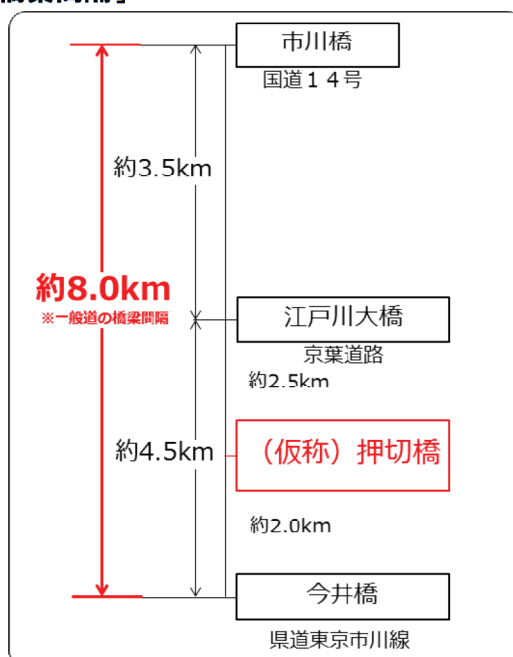 市川橋
国道１４号
約3.5km
約8.0km
※一般道の橋梁間隔
江戸川大橋
京葉道路
約2.5km
約4.5km
（仮称）押切橋
約2.0km
今井橋
県道東京市川線